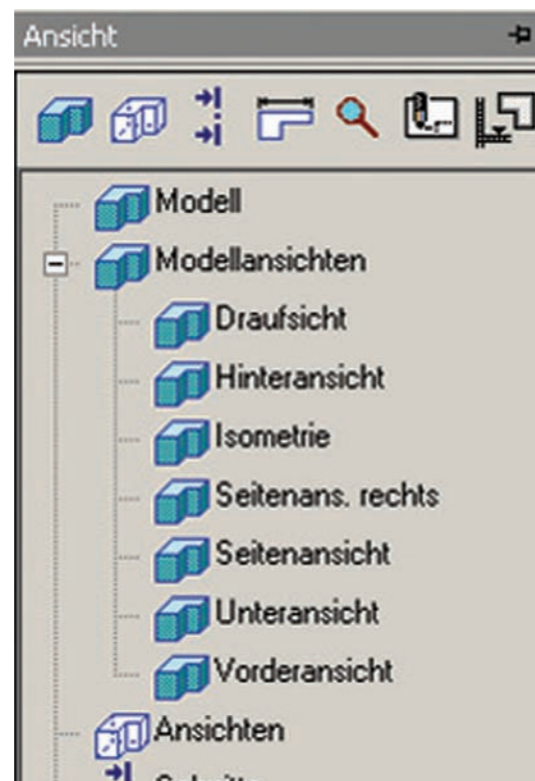 Ansicht
Modell
Modellansichten
Draufsicht
Hinteransicht
Isometrie
Seitenans. rechts
Seitenansicht
Unteransicht
Vorderansicht
Ansichten